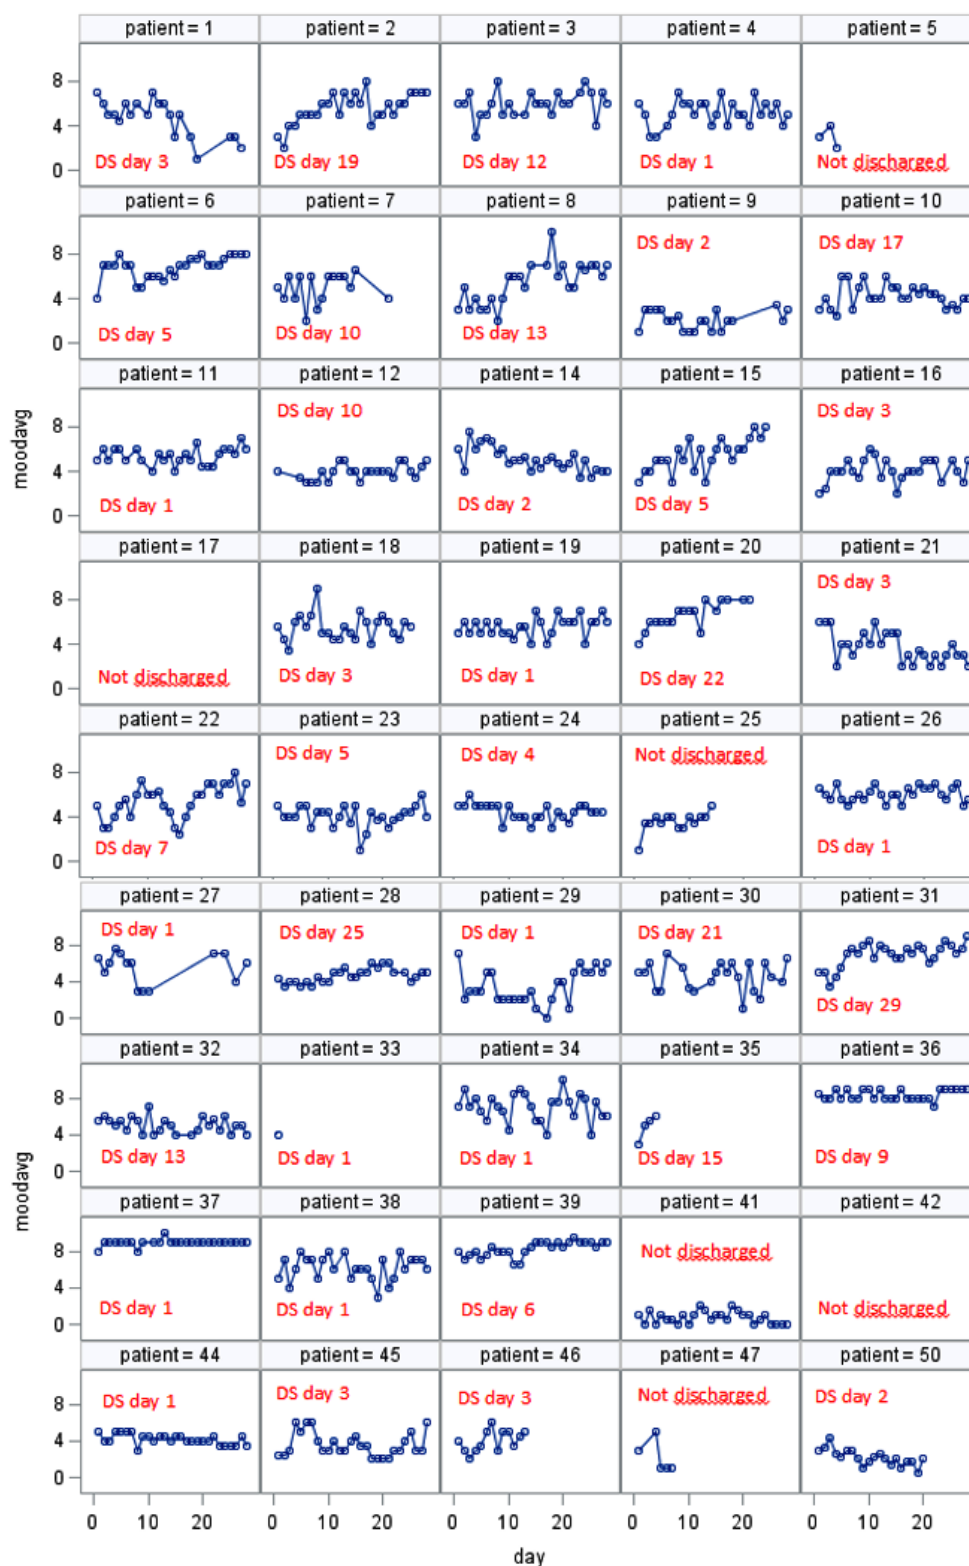 patient = 1 patient = 2 patient = 3 patient = 4 patient = 5
8
4
0
DS day 3 DS day 19 DS day 12 DS day 1 Not discharged
patient = 6 patient = 7 patient = 8 patient = 9 patient = 10
DS day 2 DS day 17
8
4
0
DS day 5 DS day 10 DS day 13
patient = 11 patient = 12 patient = 14 patient = 15 patient = 16
DS day 10 DS day 3
8
4
0
DS day 1 DS day 2 DS day 5
moodavg
patient = 17 patient = 18 patient = 19 patient = 20 patient = 21
DS day 3
8
4
0
Not discharged DS day 3 DS day 1 DS day 22
patient = 22 patient = 23 patient = 24 patient = 25 patient = 26
DS day 5 DS day 4 Not discharged
8
4
0
DS day 7 DS day 1
patient = 27 patient = 28 patient = 29 patient = 30 patient = 31
DS day 1 DS day 25 DS day 1 DS day 21
8
4
0
DS day 29
patient = 32 patient = 33 patient = 34 patient = 35 patient = 36
8
4
0
DS day 13 DS day 1 DS day 1 DS day 15 DS day 9
moodavg
patient = 37 patient = 38 patient = 39 patient = 41 patient = 42
Not discharged
8
4
0
DS day 1 DS day 1 DS day 6 Not discharged
patient = 44 patient = 45 patient = 46 patient = 47 patient = 50
DS day 1 DS day 3 DS day 3 Not discharged DS day 2
8
4
0
0 10 20 0 10 20 0 10 20 0 10 20 0 10 20
day